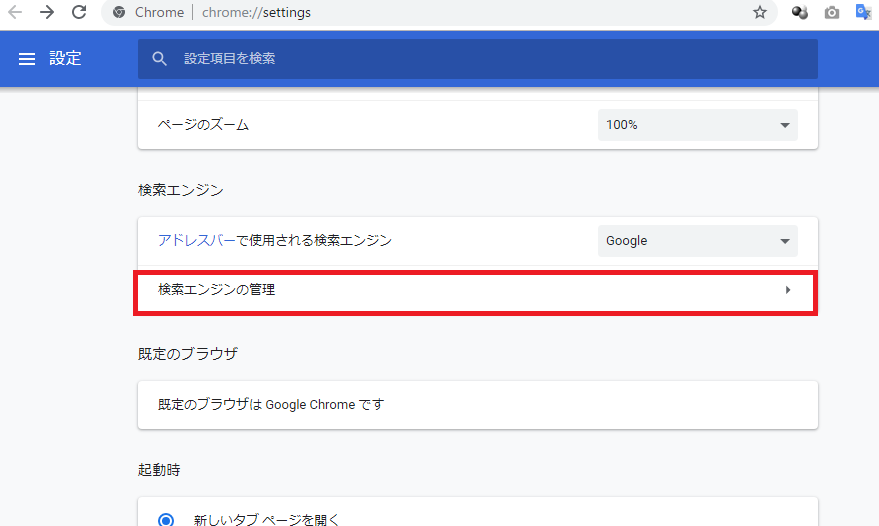 Chrome | chrome://settings
設定
設定項目を検索
ページのズーム
100%
検索エンジン
アドレスバーで使用される検索エンジン
Google
検索エンジンの管理
既定のブラウザ
既定のブラウザは Google Chrome です
起動時
新しいタブ ページを開く